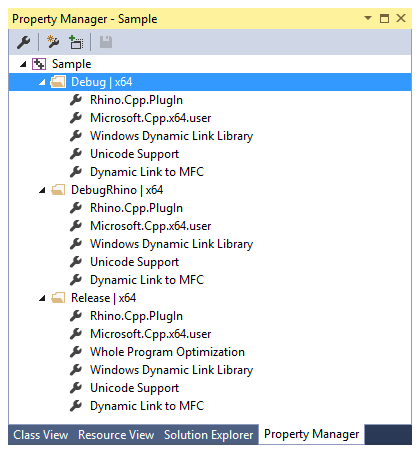 Property Manager - Sample
Sample
Debug | x64
Rhino.Cpp.PlugIn
Microsoft.Cpp.x64.user
Windows Dynamic Link Library
Unicode Support
Dynamic Link to MFC
DebugRhino | x64
Rhino.Cpp.PlugIn
Microsoft.Cpp.x64.user
Windows Dynamic Link Library
Unicode Support
Dynamic Link to MFC
Release | x64
Rhino.Cpp.PlugIn
Microsoft.Cpp.x64.user
Whole Program Optimization
Windows Dynamic Link Library
Unicode Support
Dynamic Link to MFC
Class View Resource View Solution Explorer Property Manager